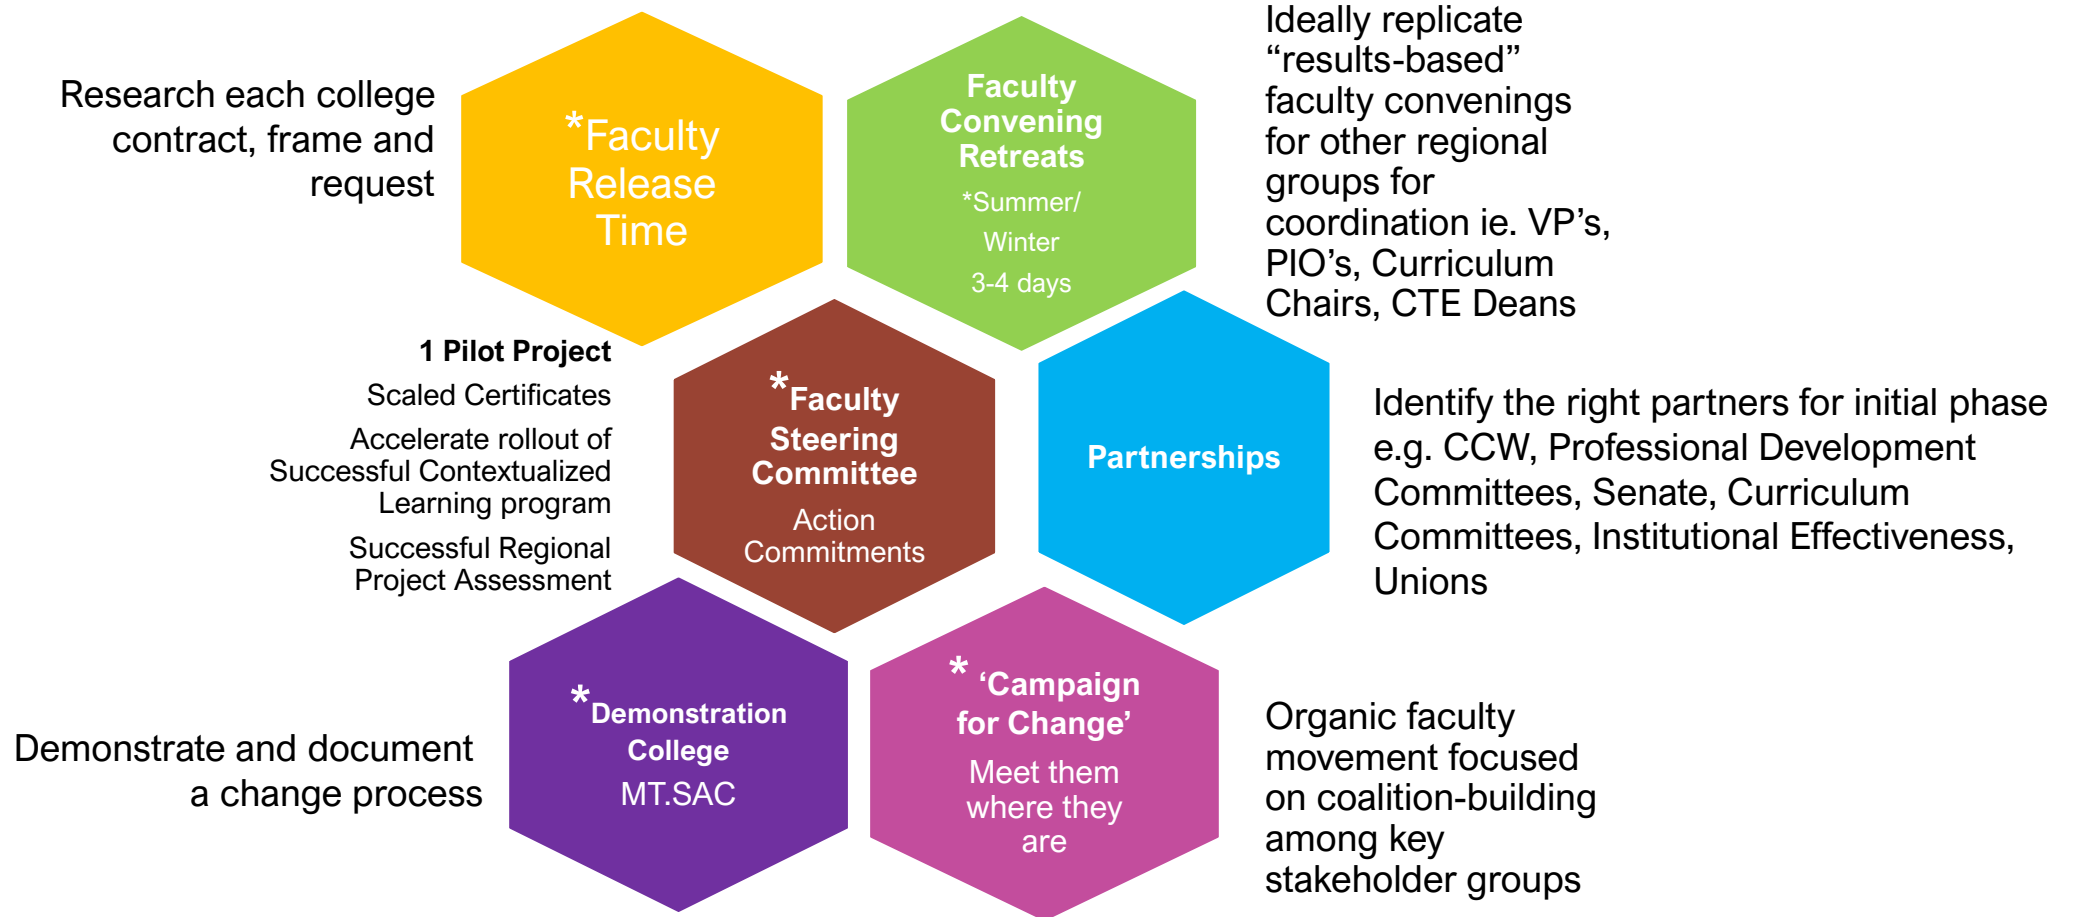 Research each college
contract, frame and
request
*Faculty
Release
Time
Faculty
Convening
Retreats
*Summer/
Winter
3-4 days
Ideally replicate
“results-based”
faculty convenings
for other regional
groups for
coordination ie. VP’s,
PIO’s, Curriculum
Chairs, CTE Deans
1 Pilot Project
Scaled Certificates
Accelerate rollout of
Successful Contextualized
Learning program
Successful Regional
Project Assessment
*Faculty
Steering
Committee
Action
Commitments
Partnerships
Identify the right partners for initial phase
e.g. CCW, Professional Development
Committees, Senate, Curriculum
Committees, Institutional Effectiveness,
Unions
Demonstrate and document
a change process
*Demonstration
College
MT.SAC
* ‘Campaign
for Change’
Meet them
where they
are
Organic faculty
movement focused
on coalition-building
among key
stakeholder groups